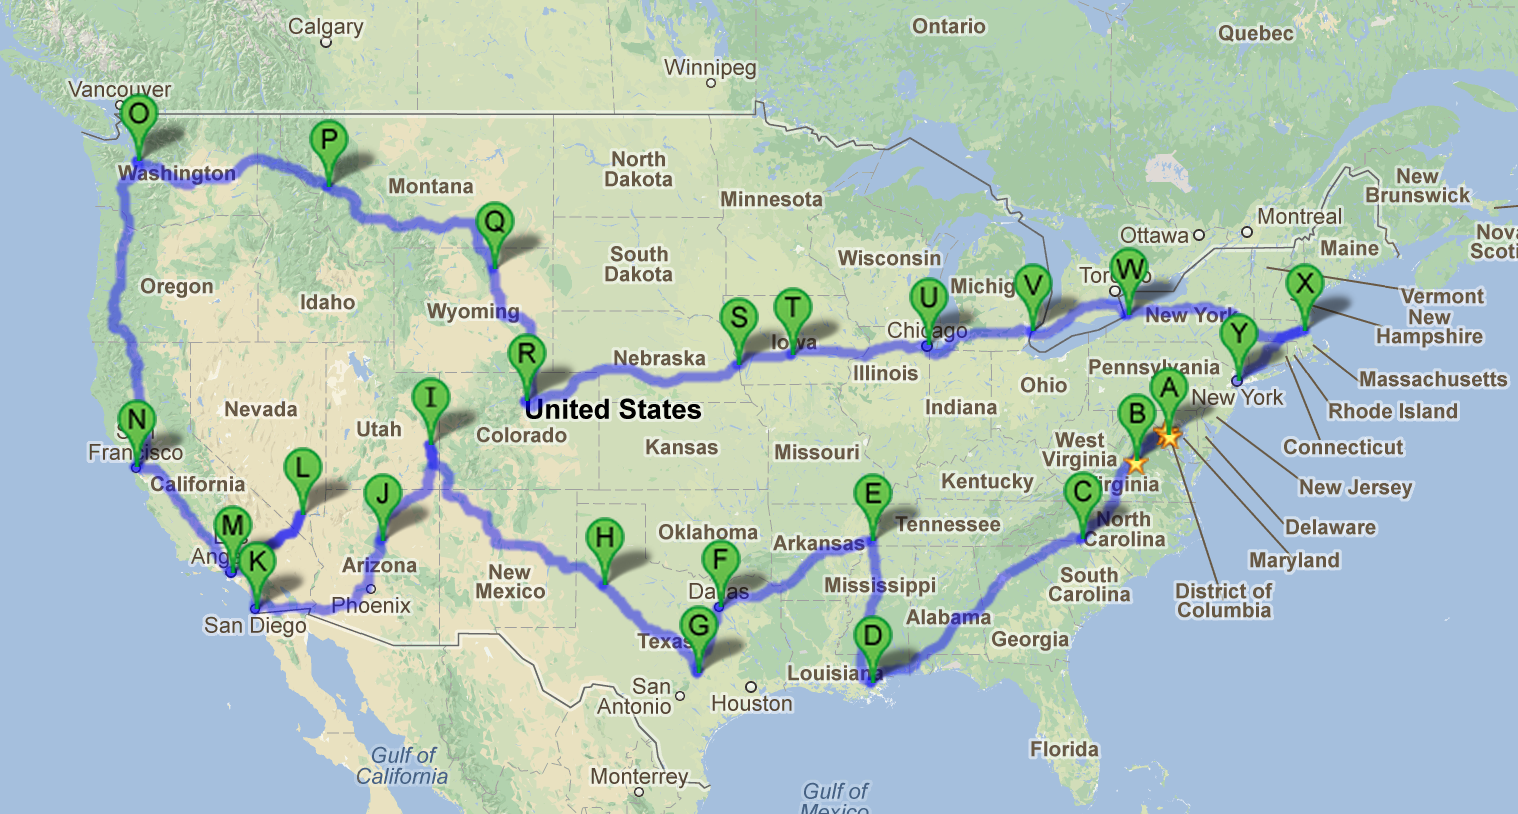 Calgary
Ontario
Quebec
Winnipeg
Vancouver
O
P
Washington
Montana
North
Dakota
Minnesota
New
Brunswick
Montreal
Ottawa
Maine
Nova
Scoti
Q
South
Dakota
Wisconsin
Michig
Toronto
W
V
X
Oregon
Idaho
Wyoming
Vermont
New
Hampshire
S
T
U
Chicago
New York
Y
Iowa
R
Nebraska
Illinois
Ohio
Pennsylvania
Massachusetts
Nevada
I
United States
Indiana
New York
Rhode Island
N
Utah
Colorado
Kansas
Missouri
West
Virginia
B
A
Connecticut
Francisco
California
L
J
E
Kentucky
C
Virginia
New Jersey
M
Ange
K
Oklahoma
Arkansas
Tennessee
North
Carolina
Delaware
H
F
Maryland
Arizona
New
Mexico
Dallas
Mississippi
South
Carolina
District of
Columbia
Phoenix
San Diego
G
Texas
D
Alabama
Georgia
Louisiana
San
Antonio
Houston
Florida
Gulf of
California
Monterrey
Gulf of
Mexico